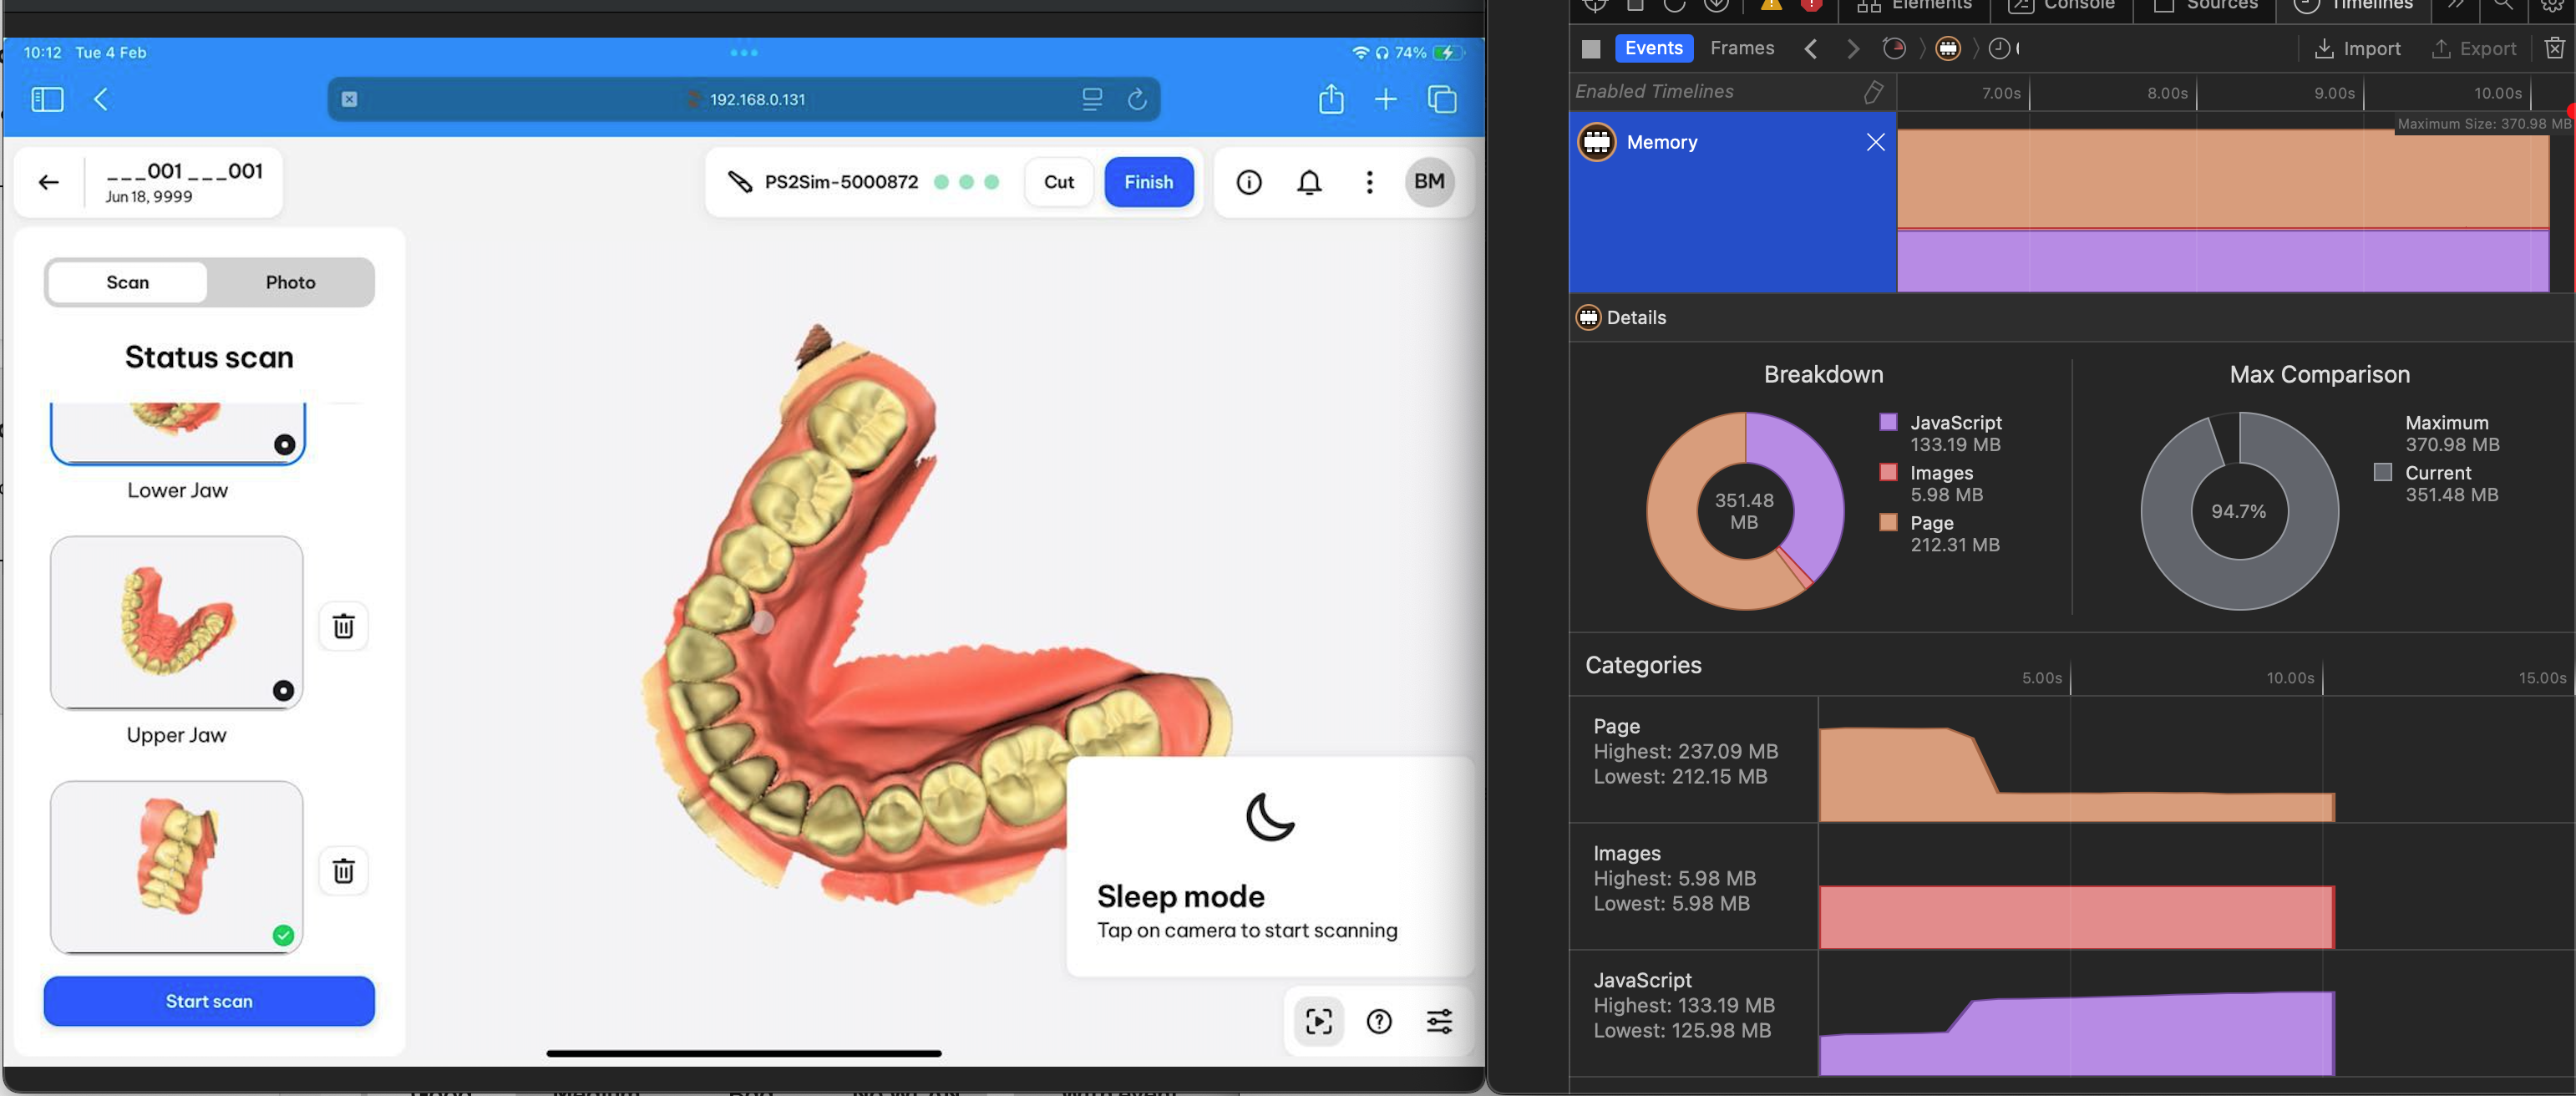 10:12 Tue 4 Feb
74%
192.168.0.131
___001 ___001
Jun 18, 9999
PS2Sim-5000872
Cut
Finish
BM
Scan
Photo
Status scan
Lower Jaw
Upper Jaw
Start scan
Sleep mode
Tap on camera to start scanning
Elements
Console
Sources
Timelines
Events
Frames
Import
Export
Enabled Timelines
7.00s
8.00s
9.00s
10.00s
Memory
Maximum Size: 370.98 MB
Details
Breakdown
351.48
MB
JavaScript
133.19 MB
Images
5.98 MB
Page
212.31 MB
Max Comparison
94.7%
Maximum
370.98 MB
Current
351.48 MB
Categories
5.00s
10.00s
15.00s
Page
Highest: 237.09 MB
Lowest: 212.15 MB
Images
Highest: 5.98 MB
Lowest: 5.98 MB
JavaScript
Highest: 133.19 MB
Lowest: 125.98 MB